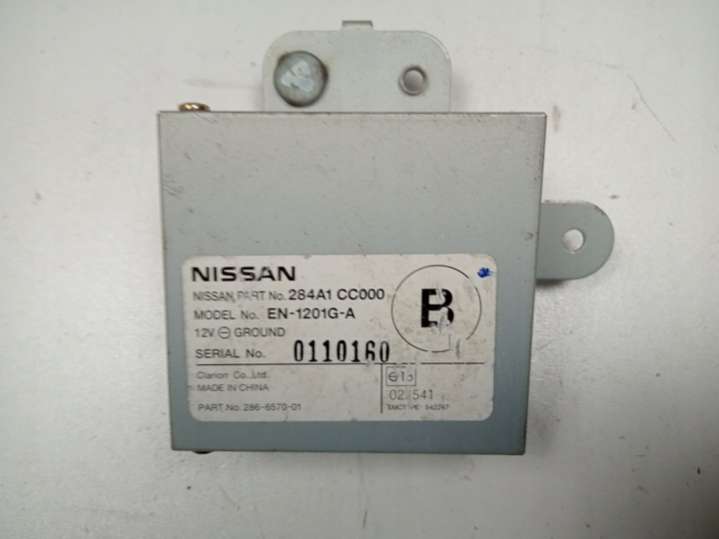 NISSAN
NISSAN PART No. 284A1 CC000
MODEL No. EN-1201G-A
B
12V ⊖ GROUND
SERIAL No. 0110160
Clarion Co., Ltd.
MADE IN CHINA
02 541
PART No. 286-6570-01